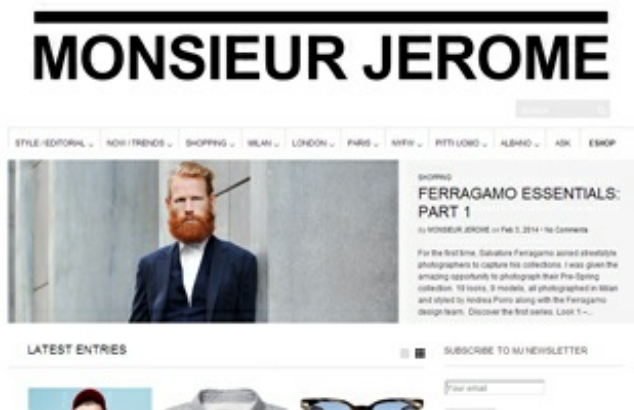 MONSIEUR JEROME
STYLE / EDITORIAL NOW / TRENDS SHOPPING MILAN LONDON PARIS NYFW PITTI UOMO ALBANO ASK ESHOP
SHOPPING
FERRAGAMO ESSENTIALS:
PART 1
by MONSIEUR JEROME on Feb 3, 2014 • No Comments
For the first time, Salvatore Ferragamo asked streetstyle
photographers to capture his collections. I was given the
amazing opportunity to photograph their Pre-Spring
collection. 18 looks, 9 models, all photographed in Milan
and styled by Andrea Porro along with the Ferragamo
design team. Discover the first series. Look 1 –...
LATEST ENTRIES
SUBSCRIBE TO MJ NEWSLETTER
Your email